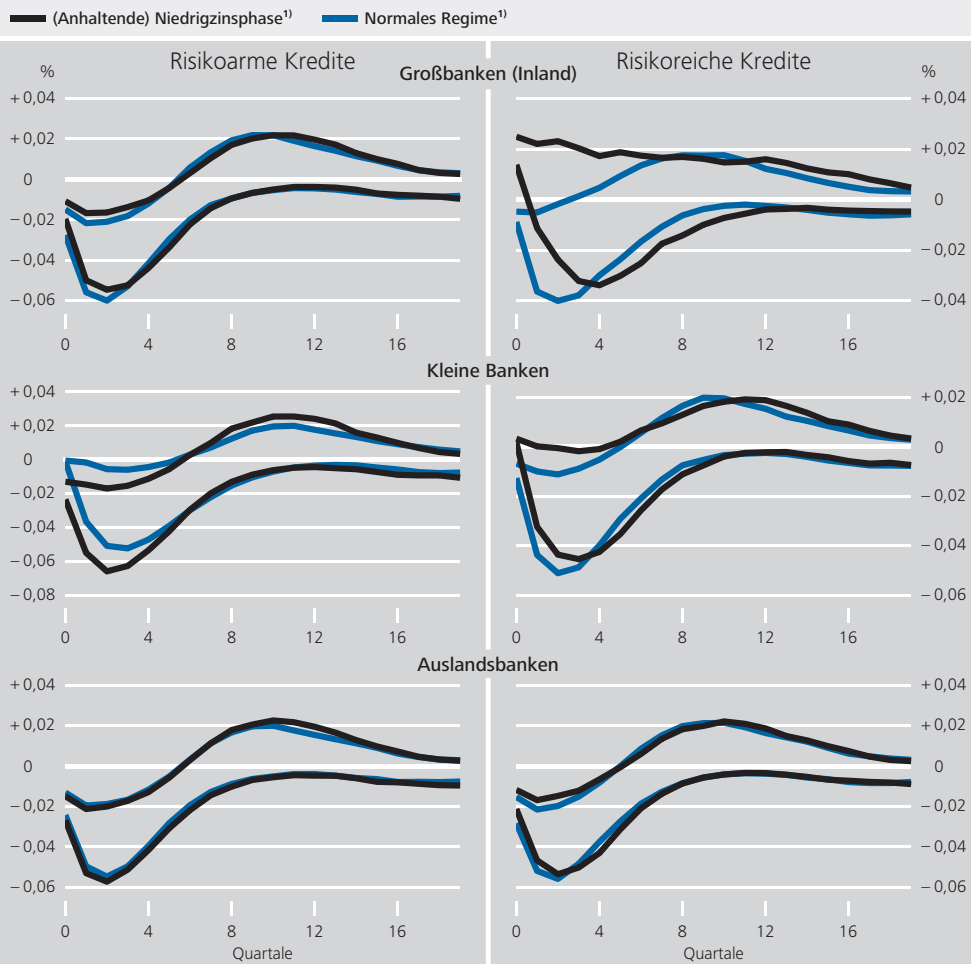 (Anhaltende) Niedrigzinsphase¹⁾ Normales Regime¹⁾
% Risikoarme Kredite Risikoreiche Kredite %
Großbanken (Inland)
+ 0,04
+ 0,02
0
– 0,02
– 0,04
– 0,06
0 4 8 12 16
+ 0,04
+ 0,02
0
– 0,02
– 0,04
0 4 8 12 16
Kleine Banken
+ 0,04
+ 0,02
0
– 0,02
– 0,04
– 0,06
– 0,08
0 4 8 12 16
+ 0,02
0
– 0,02
– 0,04
– 0,06
0 4 8 12 16
Auslandsbanken
+ 0,04
+ 0,02
0
– 0,02
– 0,04
– 0,06
0 4 8 12 16
Quartale
+ 0,04
+ 0,02
0
– 0,02
– 0,04
– 0,06
0 4 8 12 16
Quartale